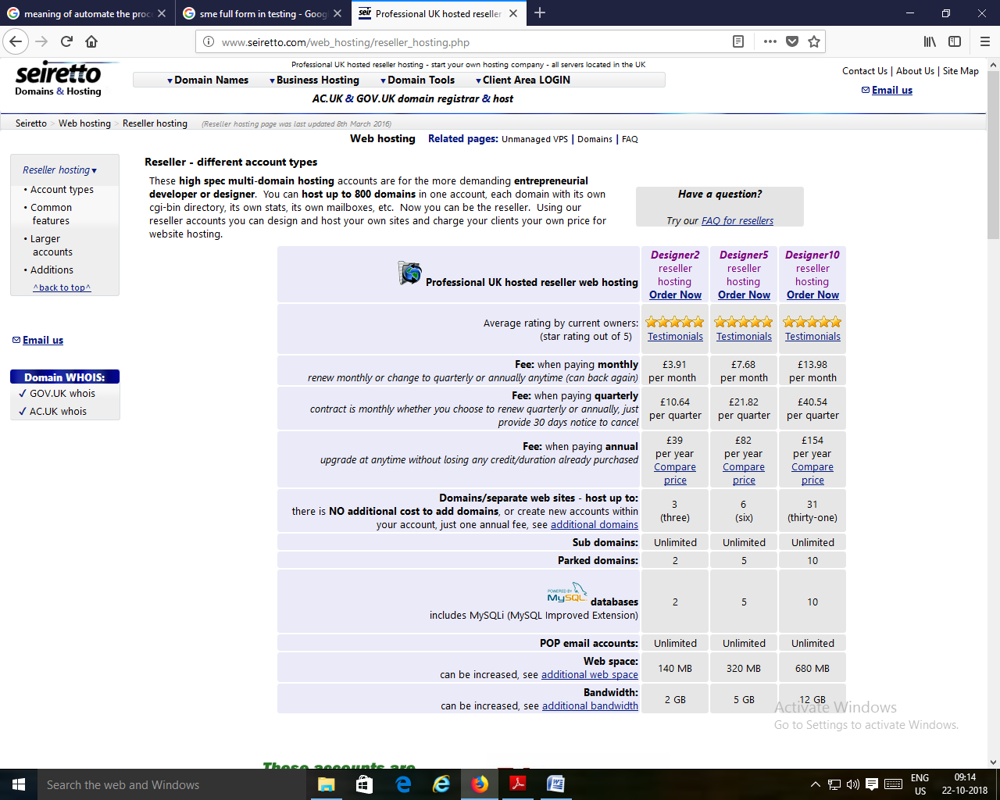 meaning of automate the proc
sme full form in testing - Goog
Professional UK hosted reseller
www.seiretto.com/web_hosting/reseller_hosting.php
seiretto
Domains & Hosting
Professional UK hosted reseller hosting - start your own hosting company - all servers located in the UK
Domain Names Business Hosting Domain Tools Client Area LOGIN
AC.UK & GOV.UK domain registrar & host
Contact Us | About Us | Site Map
Email us
Seiretto > Web hosting > Reseller hosting (Reseller hosting page was last updated 8th March 2016)
Web hosting Related pages: Unmanaged VPS | Domains | FAQ
Reseller hosting
• Account types
• Common
features
• Larger
accounts
• Additions
^back to top^
Email us
Domain WHOIS:
✓ GOV.UK whois
✓ AC.UK whois
Reseller - different account types
These high spec multi-domain hosting accounts are for the more demanding entrepreneurial
developer or designer. You can host up to 800 domains in one account, each domain with its own
cgi-bin directory, its own stats, its own mailboxes, etc. Now you can be the reseller. Using our
reseller accounts you can design and host your own sites and charge your clients your own price for
website hosting.
Have a question?
Try our FAQ for resellers
Professional UK hosted reseller web hosting
Designer2 reseller hosting Order Now
Designer5 reseller hosting Order Now
Designer10 reseller hosting Order Now
Average rating by current owners:
(star rating out of 5)
Testimonials Testimonials Testimonials
Fee: when paying monthly
renew monthly or change to quarterly or annually anytime (can back again)
£3.91 per month
£7.68 per month
£13.98 per month
Fee: when paying quarterly
contract is monthly whether you choose to renew quarterly or annually, just
provide 30 days notice to cancel
£10.64 per quarter
£21.82 per quarter
£40.54 per quarter
Fee: when paying annual
upgrade at anytime without losing any credit/duration already purchased
£39 per year Compare price
£82 per year Compare price
£154 per year Compare price
Domains/separate web sites - host up to:
there is NO additional cost to add domains, or create new accounts within
your account, just one annual fee, see additional domains
3 (three)
6 (six)
31 (thirty-one)
Sub domains: Unlimited Unlimited Unlimited
Parked domains: 2 5 10
POWERED BY MySQL databases
includes MySQLi (MySQL Improved Extension)
2 5 10
POP email accounts: Unlimited Unlimited Unlimited
Web space:
can be increased, see additional web space
140 MB 320 MB 680 MB
Bandwidth:
can be increased, see additional bandwidth
2 GB 5 GB 12 GB
Activate Windows
Go to Settings to activate Windows.
These accounts are
Search the web and Windows
ENG
US
09:14
22-10-2018